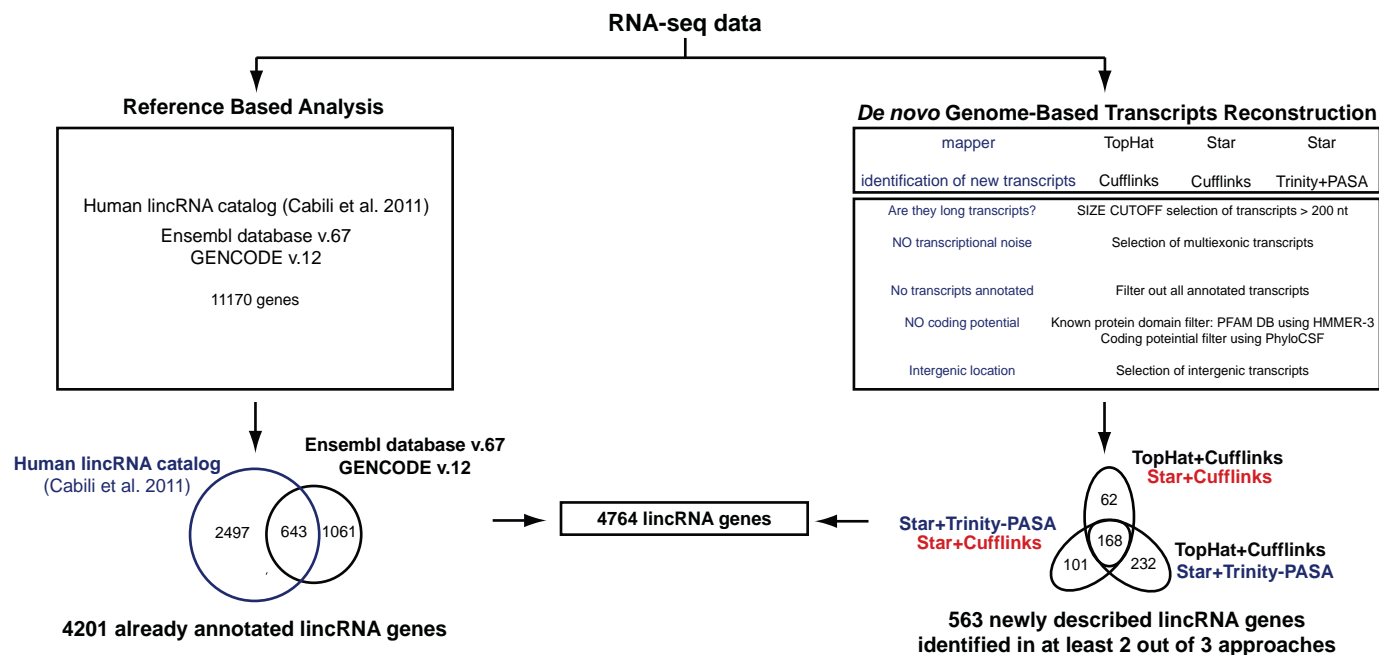 RNA-seq data
Reference Based Analysis
Human lincRNA catalog (Cabili et al. 2011)
Ensembl database v.67
GENCODE v.12
11170 genes
De novo Genome-Based Transcripts Reconstruction
mapper TopHat Star Star
identification of new transcripts Cufflinks Cufflinks Trinity+PASA
Are they long transcripts? SIZE CUTOFF selection of transcripts > 200 nt
NO transcriptional noise Selection of multiexonic transcripts
No transcripts annotated Filter out all annotated transcripts
NO coding potential Known protein domain filter: PFAM DB using HMMER-3
Coding poteintial filter using PhyloCSF
Intergenic location Selection of intergenic transcripts
Ensembl database v.67
GENCODE v.12
Human lincRNA catalog
(Cabili et al. 2011)
2497 643 1061
4201 already annotated lincRNA genes
4764 lincRNA genes
TopHat+Cufflinks
Star+Cufflinks
62
Star+Trinity-PASA
Star+Cufflinks
168
TopHat+Cufflinks
Star+Trinity-PASA
101 232
563 newly described lincRNA genes
identified in at least 2 out of 3 approaches